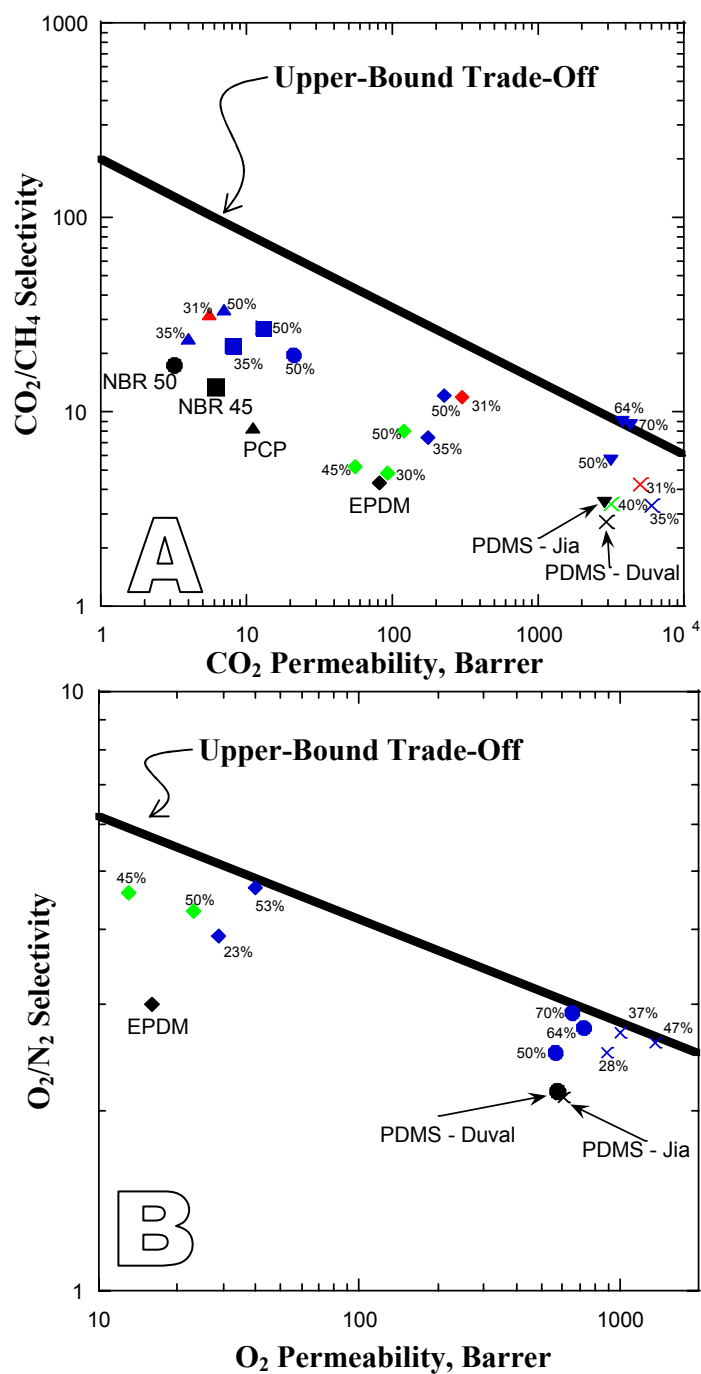 1000
Upper-Bound Trade-Off
CO₂/CH₄ Selectivity
100
31%
50%
35%
50%
35%
50%
NBR 50
NBR 45
PCP
10
64%
70%
50%
31%
50%
35%
50%
45%
30%
EPDM
31%
40%
35%
PDMS - Jia
PDMS - Duval
A
1
1
10
100
1000
10⁴
CO₂ Permeability, Barrer
10
Upper-Bound Trade-Off
O₂/N₂ Selectivity
45%
50%
53%
23%
EPDM
70%
37%
64%
47%
50%
28%
PDMS - Duval
PDMS - Jia
B
1
10
100
1000
O₂ Permeability, Barrer